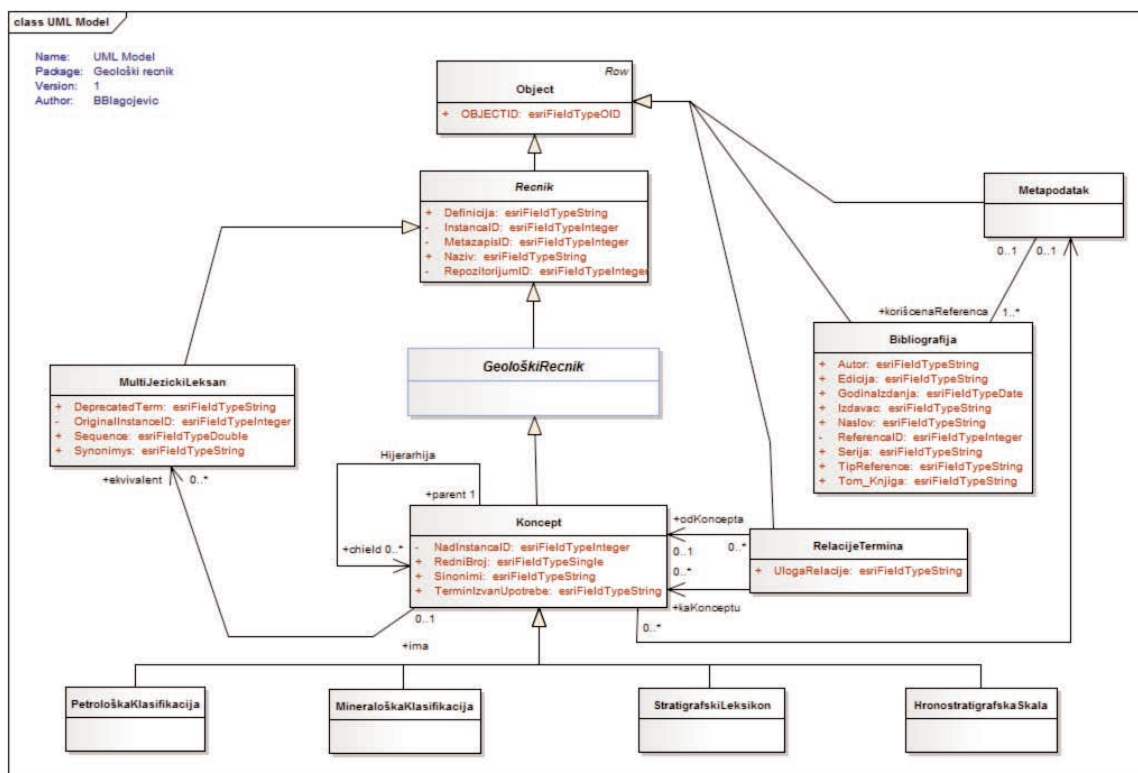 class UML Model
Name: UML Model
Package: Geološki recnik
Version: 1
Author: BBlagojevic
Row
Object
+ OBJECTID: esriFieldTypeOID
Recnik
+ Definicija: esriFieldTypeString
- InstancaID: esriFieldTypeInteger
- MetazapisID: esriFieldTypeInteger
+ Naziv: esriFieldTypeString
- RepozitorijumID: esriFieldTypeInteger
Metapodatak
0..1
0..1
+korišcenaReferenca
1..*
Bibliografija
+ Autor: esriFieldTypeString
+ Edicija: esriFieldTypeString
+ GodinaIzdanja: esriFieldTypeDate
+ Izdavac: esriFieldTypeString
+ Naslov: esriFieldTypeString
- ReferencaID: esriFieldTypeInteger
+ Serija: esriFieldTypeString
+ TipReference: esriFieldTypeString
+ Tom_Knjiga: esriFieldTypeString
GeološkiRecnik
MultiJezickiLeksan
+ DeprecatedTerm: esriFieldTypeString
- OriginalInstanceID: esriFieldTypeInteger
+ Sequence: esriFieldTypeDouble
+ Synonimys: esriFieldTypeString
+ekvivalent
0..*
Hijerarhija
+parent 1
+chield 0..*
Koncept
- NadInstancaID: esriFieldTypeInteger
+ RedniBroj: esriFieldTypeSingle
+ Sinonimi: esriFieldTypeString
+ TerminIzvanUpotrebe: esriFieldTypeString
+odKoncepta
0..1
0..*
0..*
+kaKonceptu
RelacijeTermina
+ UlogaRelacije: esriFieldTypeString
0..1
+ima
0..*
PetrološkaKlasifikacija
MineraloškaKlasifikacija
StratigrafskiLeksikon
HronostratigrafskaSkala